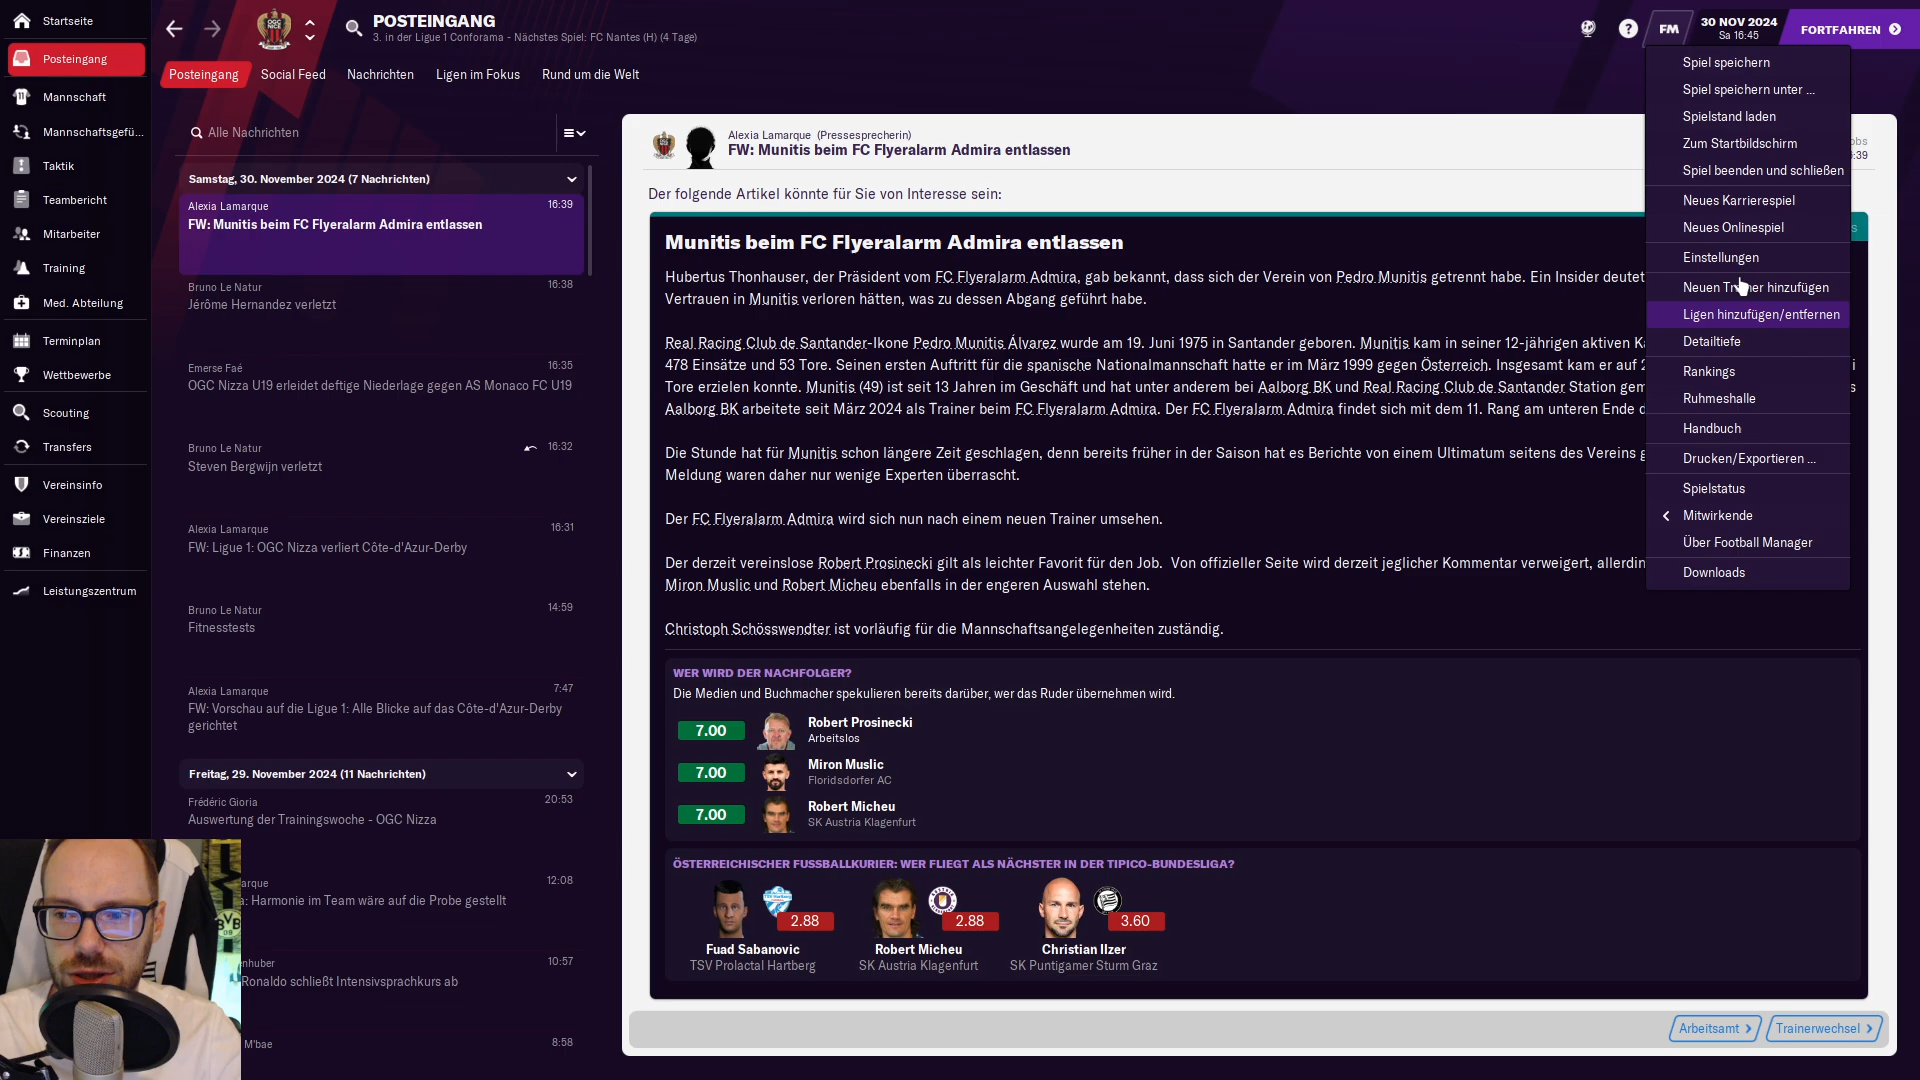 Startseite
Posteingang
Mannschaft
Mannschaftsgefü...
Taktik
Teambericht
Mitarbeiter
Training
Med. Abteilung
Terminplan
Wettbewerbe
Scouting
Transfers
Vereinsinfo
Vereinsziele
Finanzen
Leistungszentrum
POSTEINGANG
3. in der Ligue 1 Conforama - Nächstes Spiel: FC Nantes (H) (4 Tage)
FM
30 NOV 2024
Sa 16:45
FORTFAHREN
Posteingang Social Feed Nachrichten Ligen im Fokus Rund um die Welt
Alle Nachrichten
Samstag, 30. November 2024 (7 Nachrichten)
Alexia Lamarque 16:39
FW: Munitis beim FC Flyeralarm Admira entlassen
Bruno Le Natur 16:38
Jérôme Hernandez verletzt
Emerse Faé 16:35
OGC Nizza U19 erleidet deftige Niederlage gegen AS Monaco FC U19
Bruno Le Natur 16:32
Steven Bergwijn verletzt
Alexia Lamarque 16:31
FW: Ligue 1: OGC Nizza verliert Côte-d'Azur-Derby
Bruno Le Natur 14:59
Fitnesstests
Alexia Lamarque 7:47
FW: Vorschau auf die Ligue 1: Alle Blicke auf das Côte-d'Azur-Derby
gerichtet
Freitag, 29. November 2024 (11 Nachrichten)
Frédéric Gioria 20:53
Auswertung der Trainingswoche - OGC Nizza
arque 12:08
a: Harmonie im Team wäre auf die Probe gestellt
enhuber 10:57
Ronaldo schließt Intensivsprachkurs ab
M'bae 8:58
Alexia Lamarque (Pressesprecherin)
FW: Munitis beim FC Flyeralarm Admira entlassen
obs
:39
Der folgende Artikel könnte für Sie von Interesse sein:
s
Munitis beim FC Flyeralarm Admira entlassen
Hubertus Thonhauser, der Präsident vom FC Flyeralarm Admira, gab bekannt, dass sich der Verein von Pedro Munitis getrennt habe. Ein Insider deutet
Vertrauen in Munitis verloren hätten, was zu dessen Abgang geführt habe.
Real Racing Club de Santander-Ikone Pedro Munitis Álvarez wurde am 19. Juni 1975 in Santander geboren. Munitis kam in seiner 12-jährigen aktiven Ka
478 Einsätze und 53 Tore. Seinen ersten Auftritt für die spanische Nationalmannschaft hatte er im März 1999 gegen Österreich. Insgesamt kam er auf 2 i
Tore erzielen konnte. Munitis (49) ist seit 13 Jahren im Geschäft und hat unter anderem bei Aalborg BK und Real Racing Club de Santander Station gem s
Aalborg BK arbeitete seit März 2024 als Trainer beim FC Flyeralarm Admira. Der FC Flyeralarm Admira findet sich mit dem 11. Rang am unteren Ende d
Die Stunde hat für Munitis schon längere Zeit geschlagen, denn bereits früher in der Saison hat es Berichte von einem Ultimatum seitens des Vereins g
Meldung waren daher nur wenige Experten überrascht.
Der FC Flyeralarm Admira wird sich nun nach einem neuen Trainer umsehen.
Der derzeit vereinslose Robert Prosinecki gilt als leichter Favorit für den Job. Von offizieller Seite wird derzeit jeglicher Kommentar verweigert, allerdin
Miron Muslic und Robert Micheu ebenfalls in der engeren Auswahl stehen.
Christoph Schösswendter ist vorläufig für die Mannschaftsangelegenheiten zuständig.
WER WIRD DER NACHFOLGER?
Die Medien und Buchmacher spekulieren bereits darüber, wer das Ruder übernehmen wird.
7.00 Robert Prosinecki
Arbeitslos
7.00 Miron Muslic
Floridsdorfer AC
7.00 Robert Micheu
SK Austria Klagenfurt
ÖSTERREICHISCHER FUSSBALLKURIER: WER FLIEGT ALS NÄCHSTER IN DER TIPICO-BUNDESLIGA?
2.88 2.88 3.60
Fuad Sabanovic Robert Micheu Christian Ilzer
TSV Prolactal Hartberg SK Austria Klagenfurt SK Puntigamer Sturm Graz
Arbeitsamt Trainerwechsel
Spiel speichern
Spiel speichern unter ...
Spielstand laden
Zum Startbildschirm
Spiel beenden und schließen
Neues Karrierespiel
Neues Onlinespiel
Einstellungen
Neuen Tr ner hinzufügen
Ligen hinzufügen/entfernen
Detailtiefe
Rankings
Ruhmeshalle
Handbuch
Drucken/Exportieren ...
Spielstatus
Mitwirkende
Über Football Manager
Downloads
BVB
09